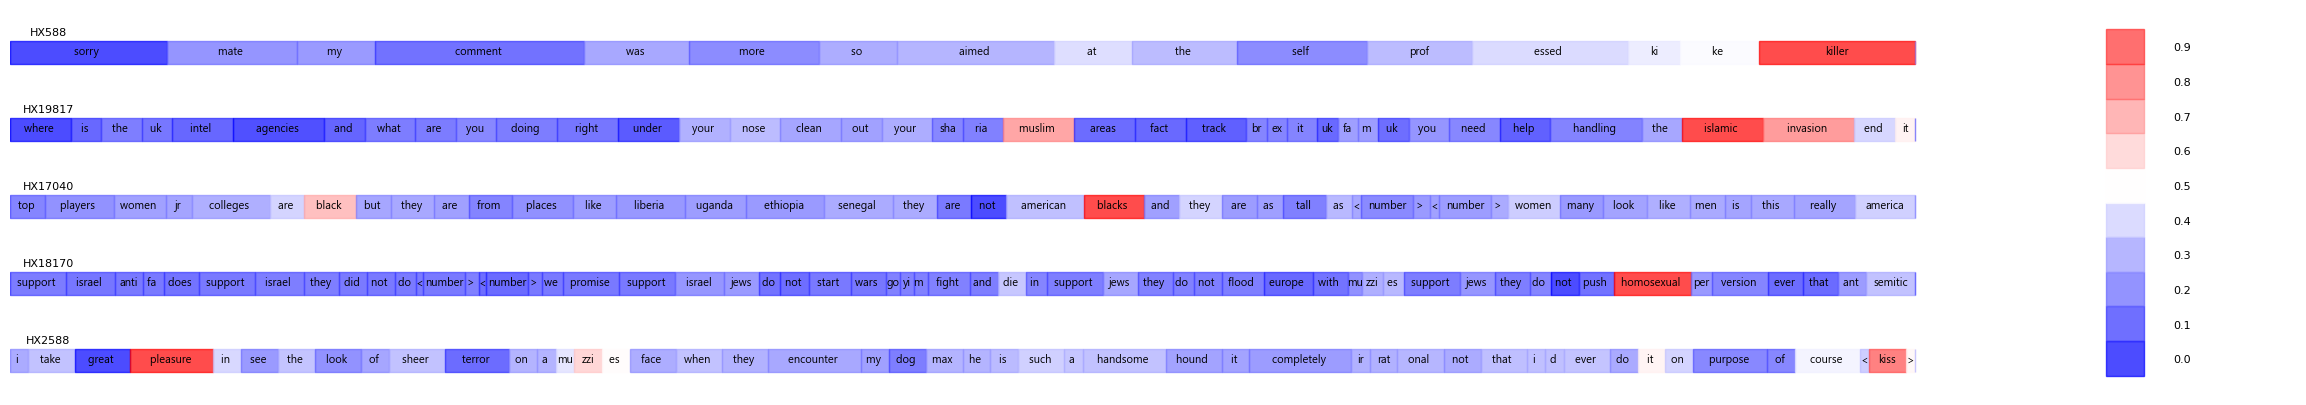 HX588
sorry mate my comment was more so aimed at the self prof essed ki ke killer
HX19817
where is the uk intel agencies and what are you doing right under your nose clean out your sha ria muslim areas fact track br ex it uk fa m uk you need help handling the islamic invasion end it
HX17040
top players women jr colleges are black but they are from places like liberia uganda ethiopia senegal they are not american blacks and they are as tall as < number > < number > women many look like men is this really america
HX18170
support israel anti fa does support israel they did not do < number > < number > we promise support israel jews do not start wars go yi m fight and die in support jews they do not flood europe with mu zzi es support jews they do not push homosexual per version ever that ant semitic
HX2588
i take great pleasure in see the look of sheer terror on a mu zzi es face when they encounter my dog max he is such a handsome hound it completely ir rat onal not that i d ever do it on purpose of course < kiss >
0.9
0.8
0.7
0.6
0.5
0.4
0.3
0.2
0.1
0.0